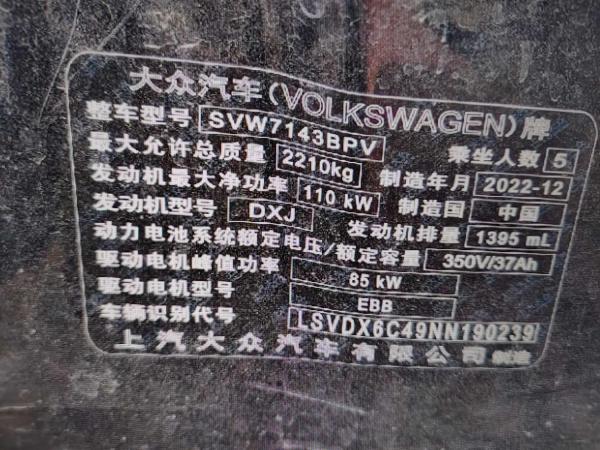 大众汽车(VOLKSWAGEN)牌
整车型号 SVW7143BPV 乘坐人数 5
最大允许总质量 2210kg 制造年月 2022-12
发动机最大净功率 110 kW 制造国 中国
发动机型号 DXJ 发动机排量 1395 mL
动力电池系统额定电压/额定容量 350V/37Ah
驱动电机峰值功率 85 kW
驱动电机型号 EBB
车辆识别代号 LSVDX6C49NN190239
上汽大众汽车有限公司 制造